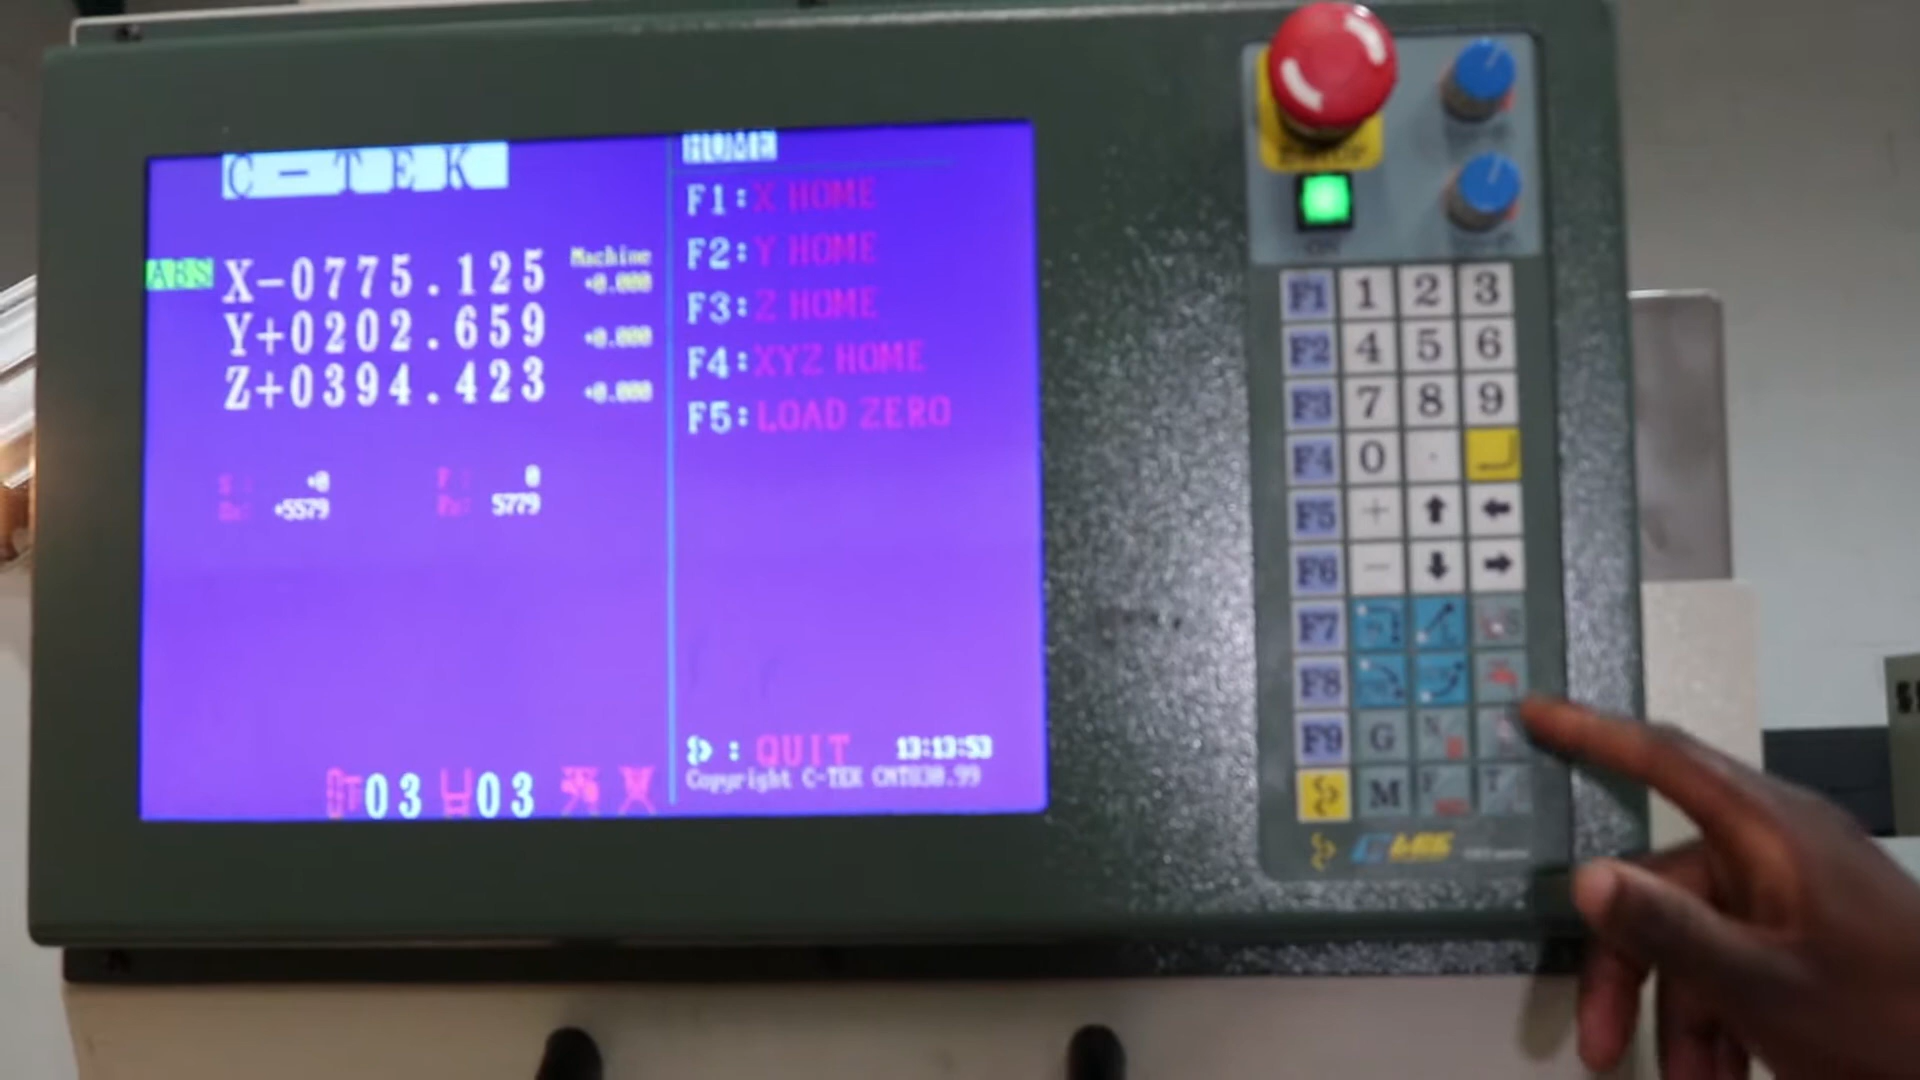 C-TEK
HOME
F1:X HOME
F2:Y HOME
F3:Z HOME
F4:XYZ HOME
F5:LOAD ZERO
ABS
X-0775.125
Y+0202.659
Z+0394.423
Machine
+0.000
+0.000
+0.000
S: +0
+5579
F: 0
5779
03 03
: QUIT 13:13:53
Copyright C-TEK
F1 1 2 3
F2 4 5 6
F3 7 8 9
F4 0 .
F5 +
F6 -
F7
F8
F9 G N
M F T